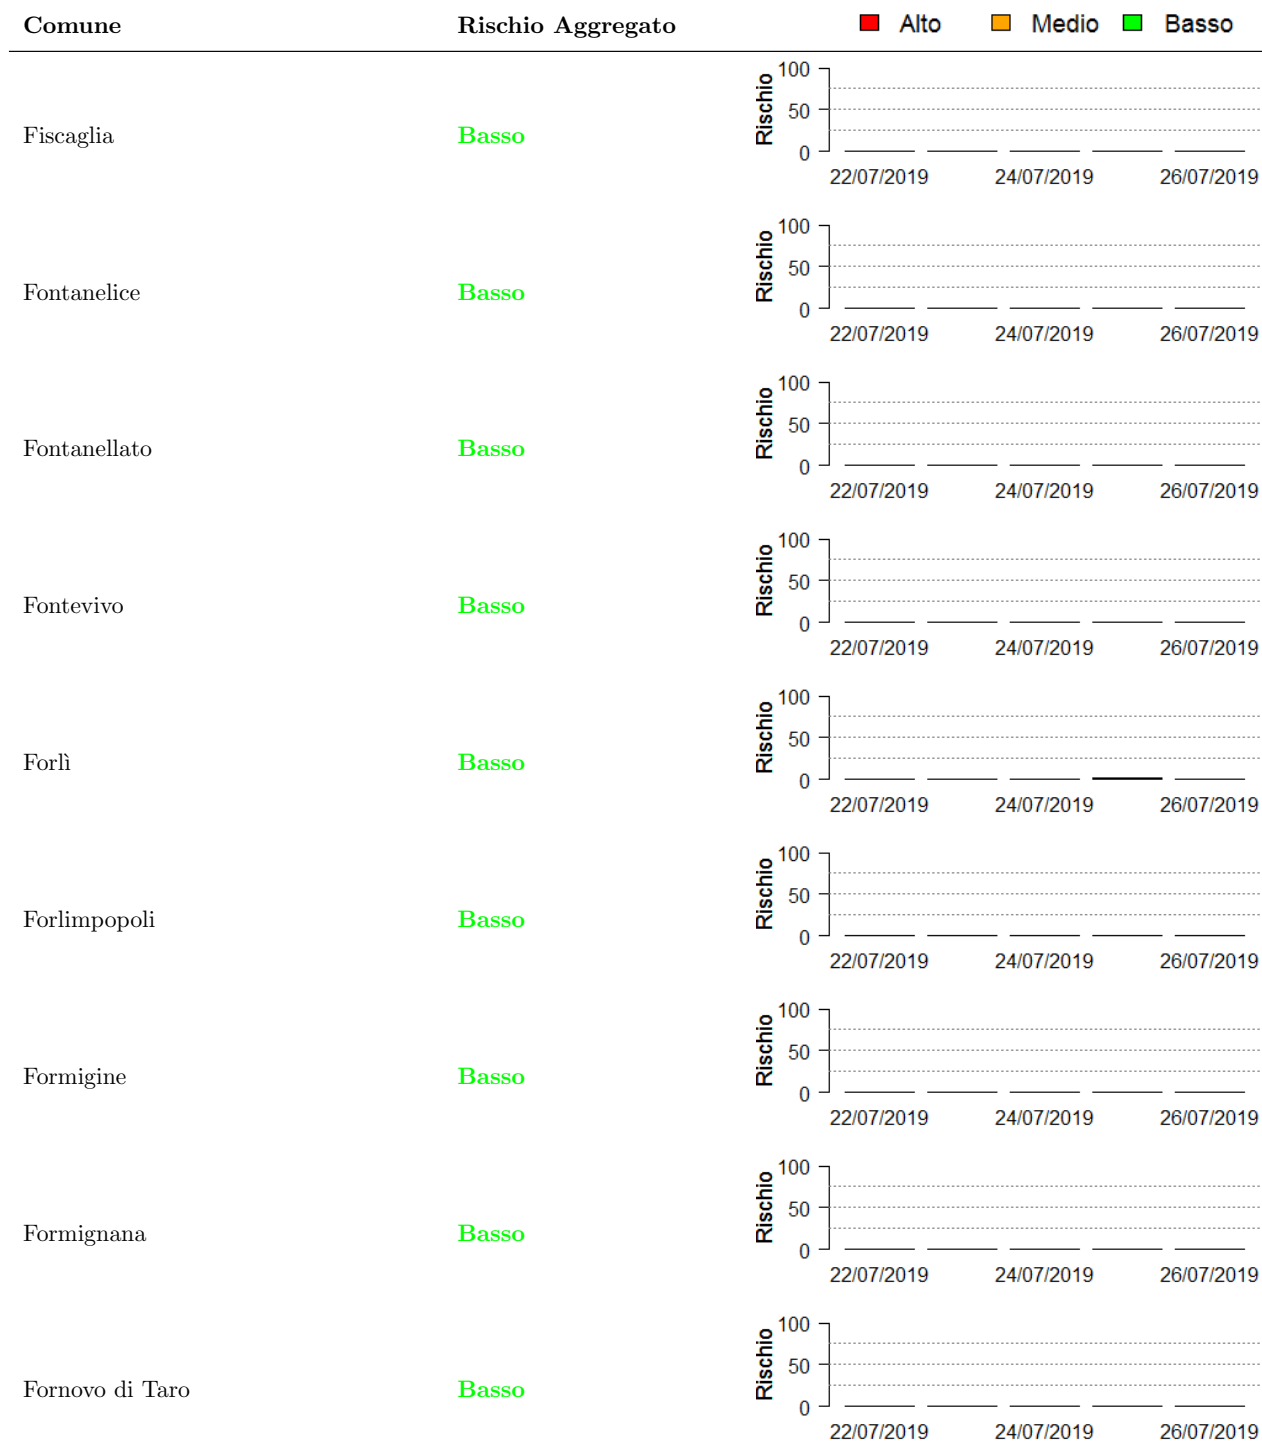 Comune Rischio Aggregato Alto Medio Basso
100
50
0
Rischio
Fiscaglia Basso
22/07/2019 24/07/2019 26/07/2019
100
50
0
Rischio
Fontanelice Basso
22/07/2019 24/07/2019 26/07/2019
100
50
0
Rischio
Fontanellato Basso
22/07/2019 24/07/2019 26/07/2019
100
50
0
Rischio
Fontevivo Basso
22/07/2019 24/07/2019 26/07/2019
100
50
0
Rischio
Forlì Basso
22/07/2019 24/07/2019 26/07/2019
100
50
0
Rischio
Forlimpopoli Basso
22/07/2019 24/07/2019 26/07/2019
100
50
0
Rischio
Formigine Basso
22/07/2019 24/07/2019 26/07/2019
100
50
0
Rischio
Formignana Basso
22/07/2019 24/07/2019 26/07/2019
100
50
0
Rischio
Fornovo di Taro Basso
22/07/2019 24/07/2019 26/07/2019